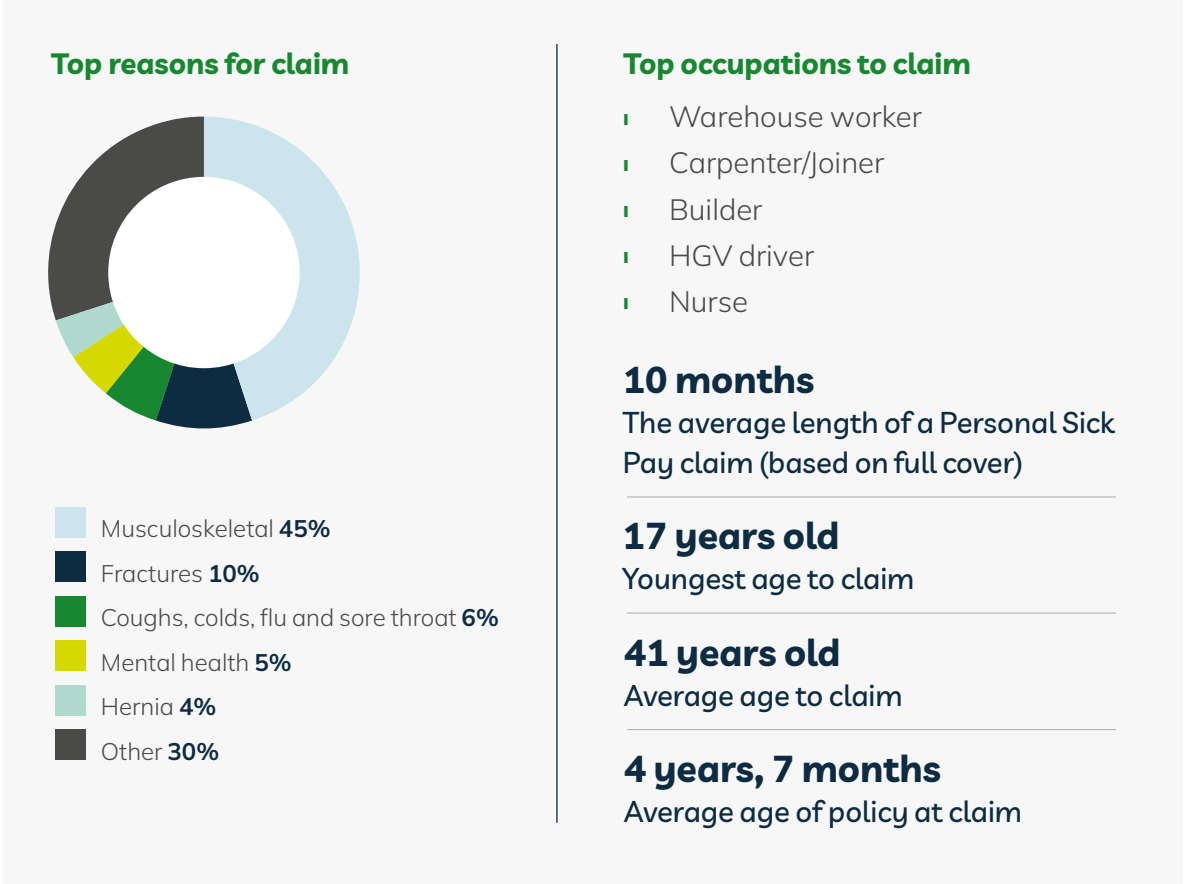 Top reasons for claim
Musculoskeletal 45%
Fractures 10%
Coughs, colds, flu and sore throat 6%
Mental health 5%
Hernia 4%
Other 30%
Top occupations to claim
Warehouse worker
Carpenter/Joiner
Builder
HGV driver
Nurse
10 months
The average length of a Personal Sick
Pay claim (based on full cover)
17 years old
Youngest age to claim
41 years old
Average age to claim
4 years, 7 months
Average age of policy at claim